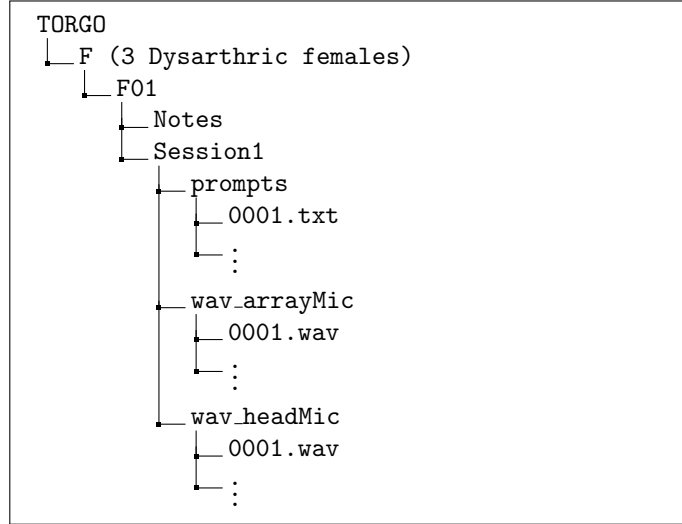 TORGO
F (3 Dysarthric females)
F01
Notes
Session1
prompts
0001.txt
⋮
wav_arrayMic
0001.wav
⋮
wav_headMic
0001.wav
⋮